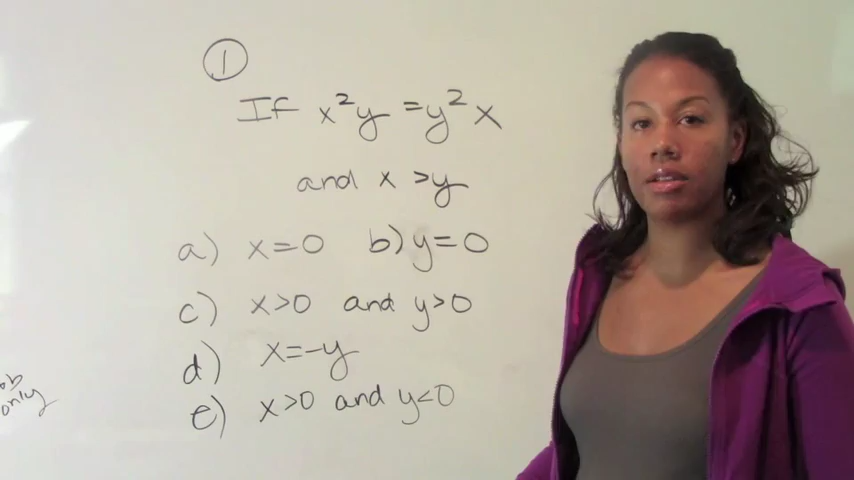 1
If x²y = y²x
and x > y
a) x = 0 b) y = 0
c) x > 0 and y > 0
d) x = -y
e) x > 0 and y < 0
only